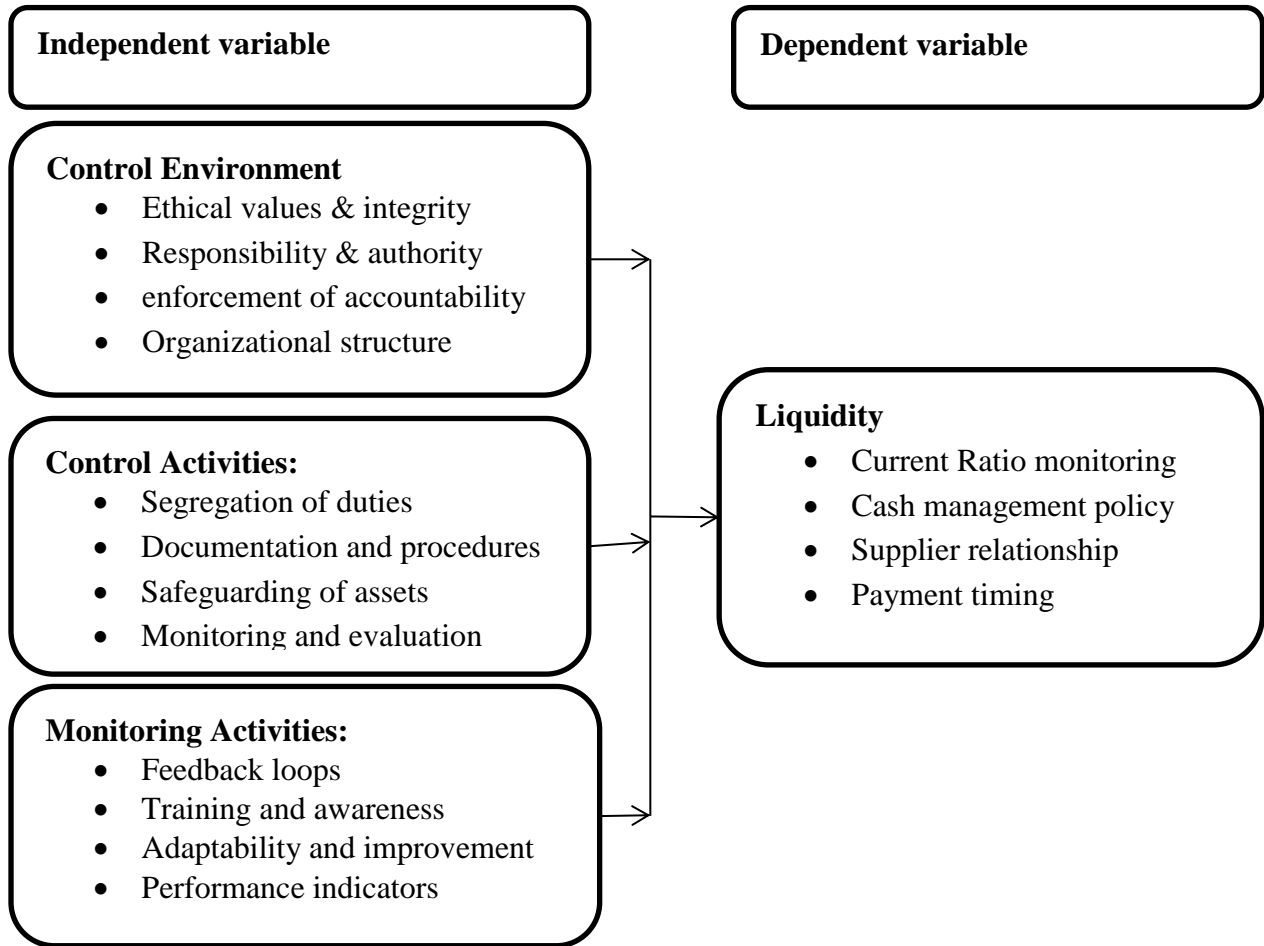 Independent variable
Dependent variable
Control Environment
• Ethical values & integrity
• Responsibility & authority
• enforcement of accountability
• Organizational structure
Control Activities:
• Segregation of duties
• Documentation and procedures
• Safeguarding of assets
• Monitoring and evaluation
Monitoring Activities:
• Feedback loops
• Training and awareness
• Adaptability and improvement
• Performance indicators
Liquidity
• Current Ratio monitoring
• Cash management policy
• Supplier relationship
• Payment timing